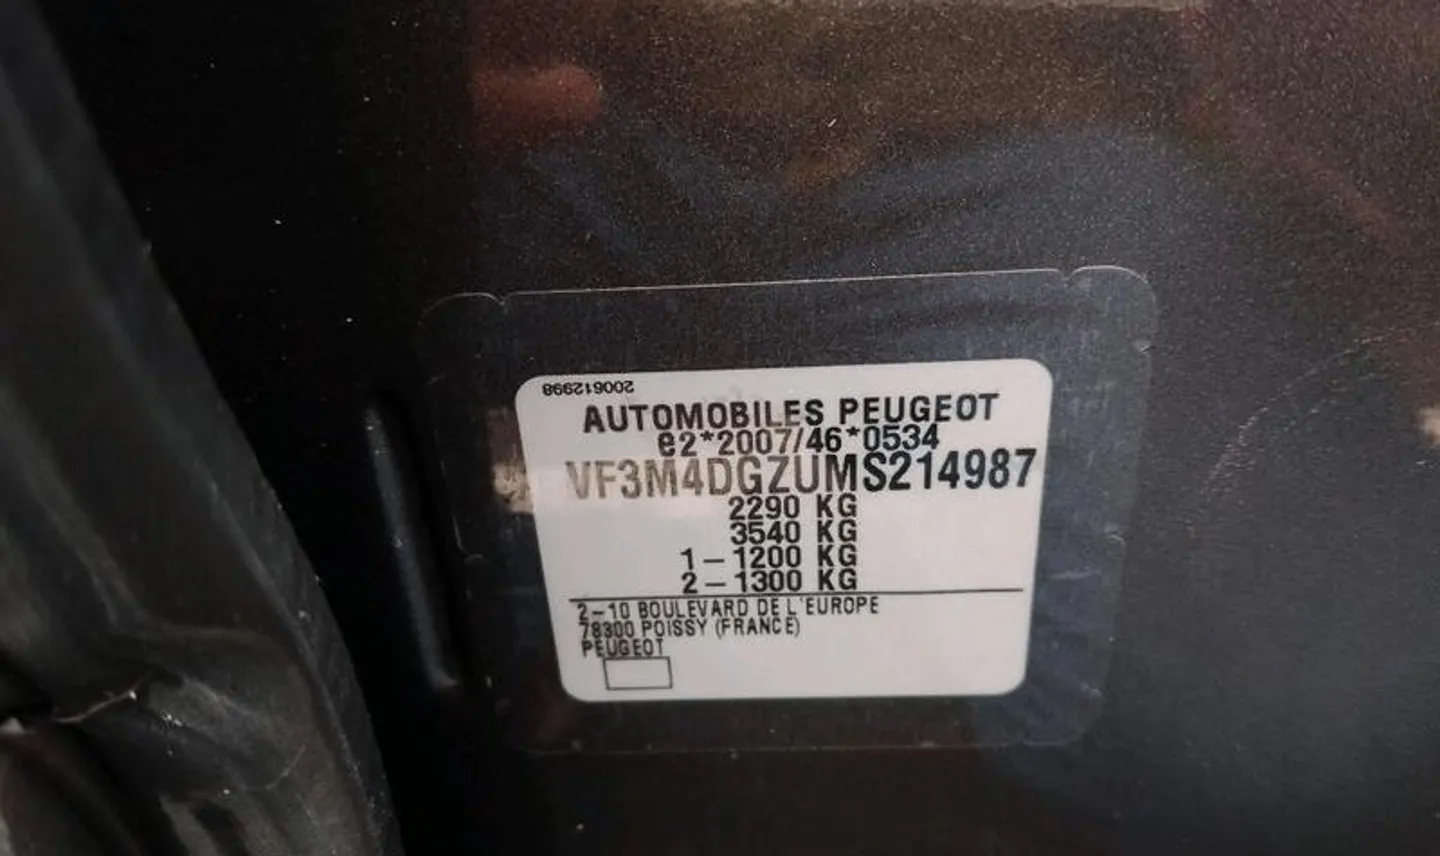 200612998
AUTOMOBILES PEUGEOT
e2*2007/46*0534
VF3M4DGZUMS214987
2290 KG
3540 KG
1-1200 KG
2-1300 KG
2-10 BOULEVARD DE L'EUROPE
78300 POISSY (FRANCE)
PEUGEOT